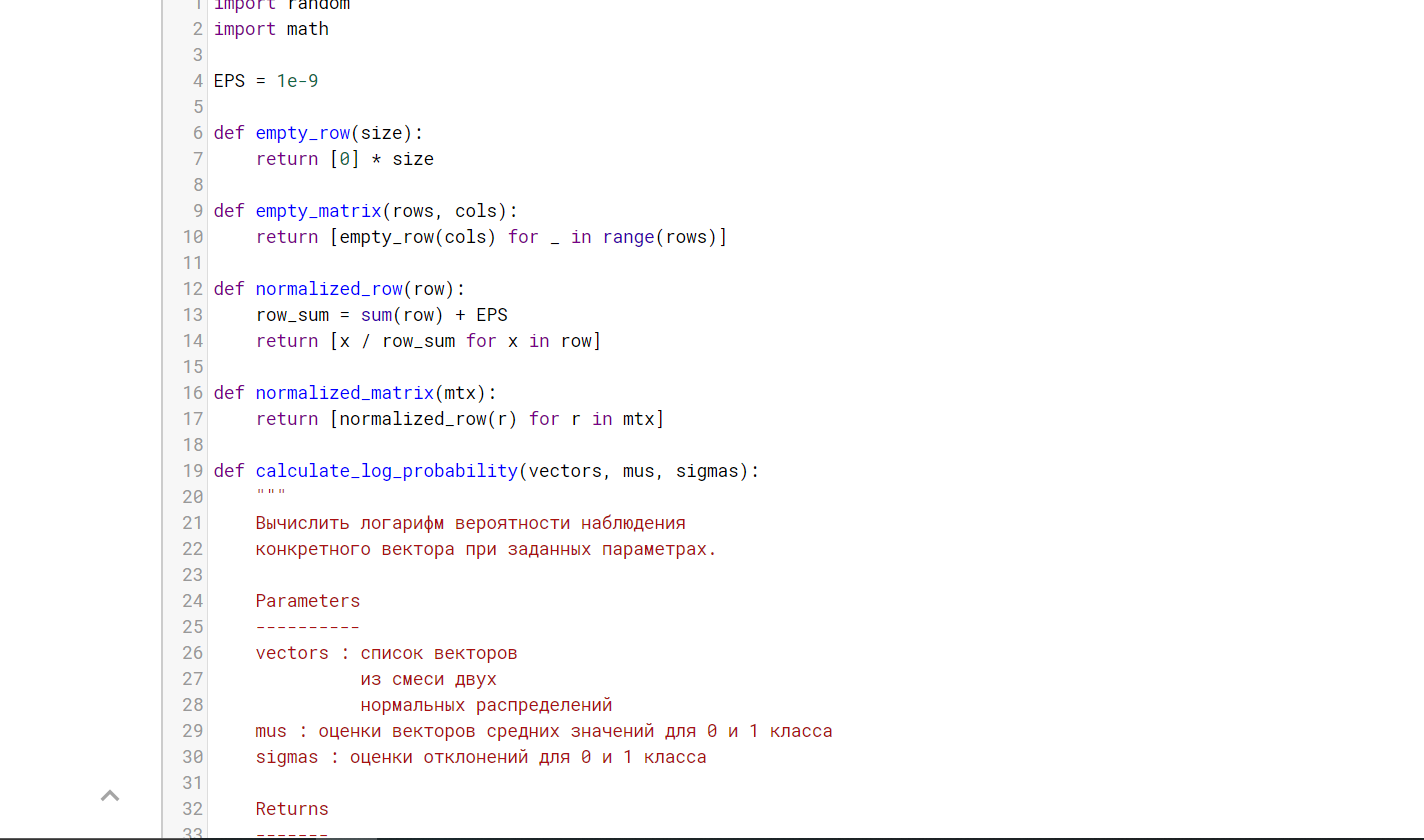 1 import random
2 import math
3
4 EPS = 1e-9
5
6 def empty_row(size):
7     return [0] * size
8
9 def empty_matrix(rows, cols):
10     return [empty_row(cols) for _ in range(rows)]
11
12 def normalized_row(row):
13     row_sum = sum(row) + EPS
14     return [x / row_sum for x in row]
15
16 def normalized_matrix(mtx):
17     return [normalized_row(r) for r in mtx]
18
19 def calculate_log_probability(vectors, mus, sigmas):
20     """
21     Вычислить логарифм вероятности наблюдения
22     конкретного вектора при заданных параметрах.
23
24     Parameters
25     ----------
26     vectors : список векторов
27               из смеси двух
28               нормальных распределений
29     mus : оценки векторов средних значений для 0 и 1 класса
30     sigmas : оценки отклонений для 0 и 1 класса
31
32     Returns
33     -------